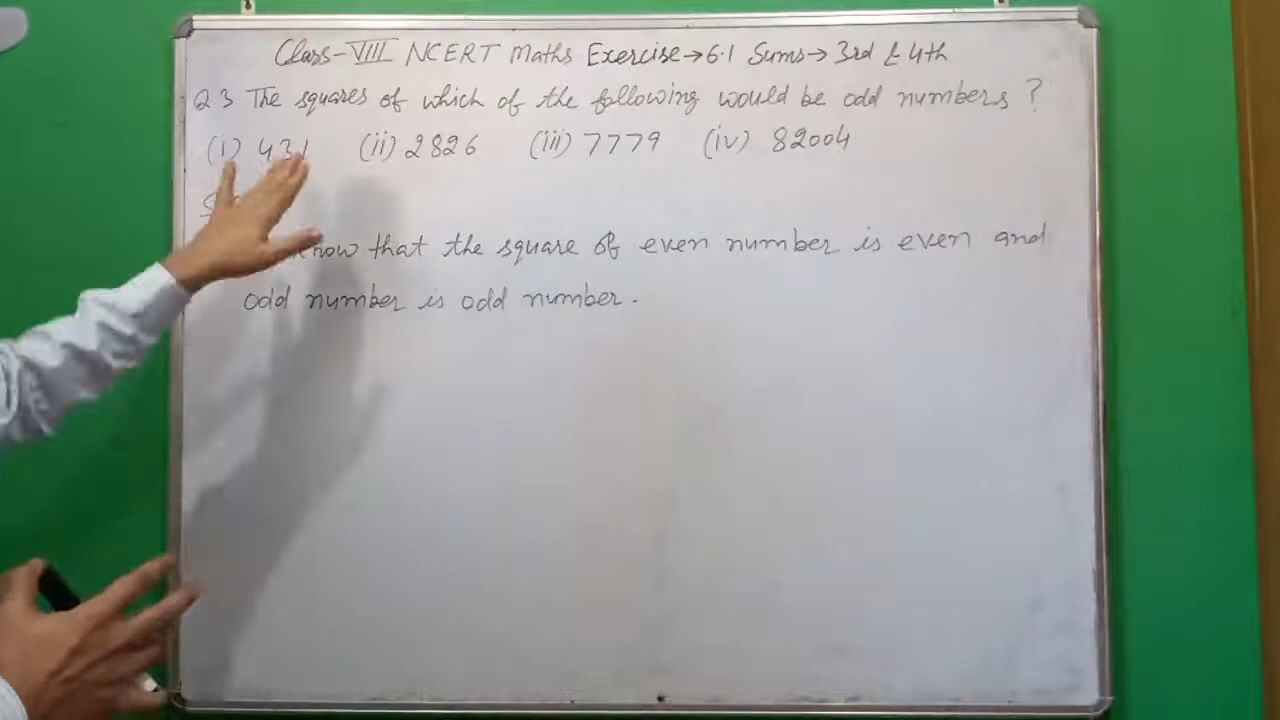 Class-VIII NCERT Maths Exercise→6.1 Sums→3rd & 4th
Q3 The squares of which of the following would be odd numbers ?
(i) 431 (ii) 2826 (iii) 7779 (iv) 82004
know that the square of even number is even and
odd number is odd number.